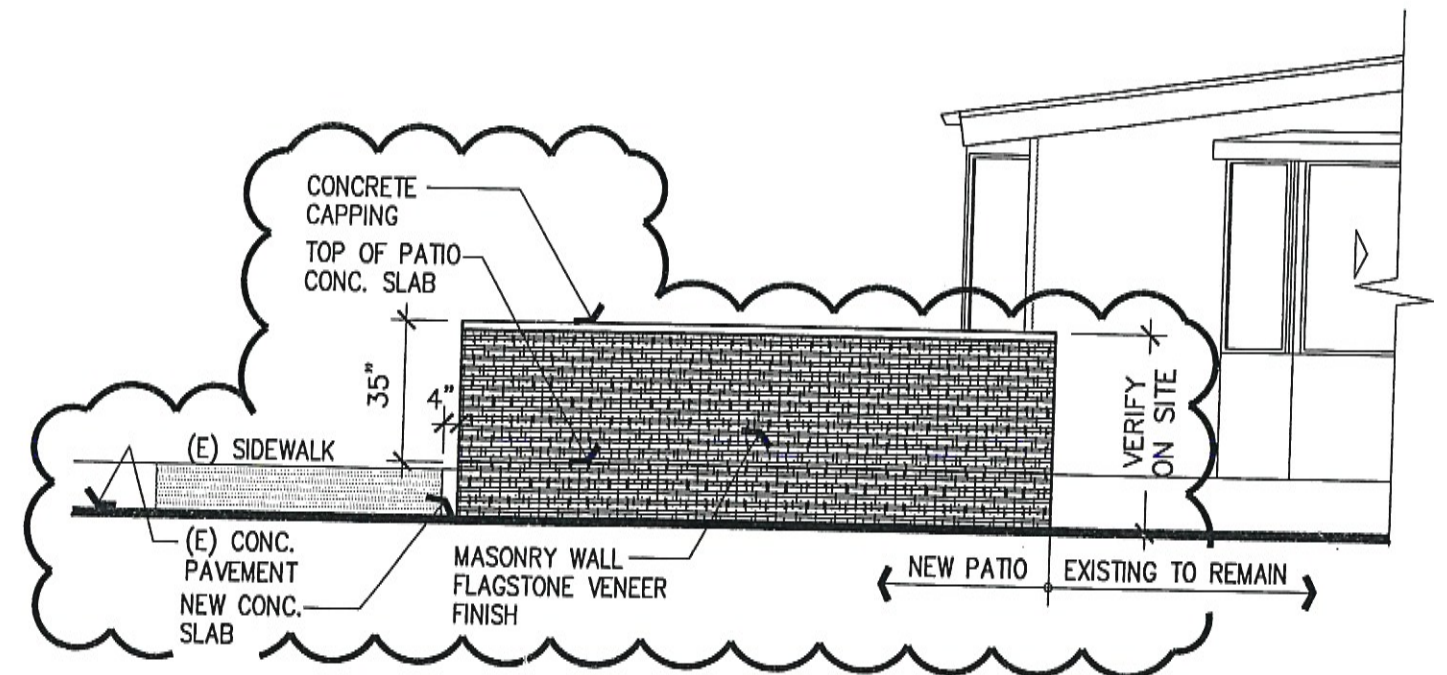 CONCRETE
CAPPING
TOP OF PATIO
CONC. SLAB
35"
4"
(E) SIDEWALK
(E) CONC.
PAVEMENT
NEW CONC.
SLAB
MASONRY WALL
FLAGSTONE VENEER
FINISH
VERIFY
ON SITE
NEW PATIO
EXISTING TO REMAIN